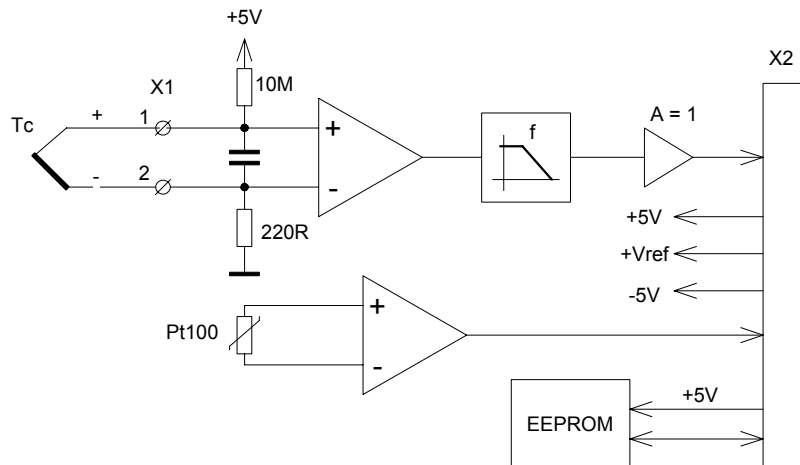 +5V
X2
X1
10M
A = 1
Tc
+
1
+
f
-
2
-
220R
+5V
+Vref
-5V
+
Pt100
-
+5V
EEPROM